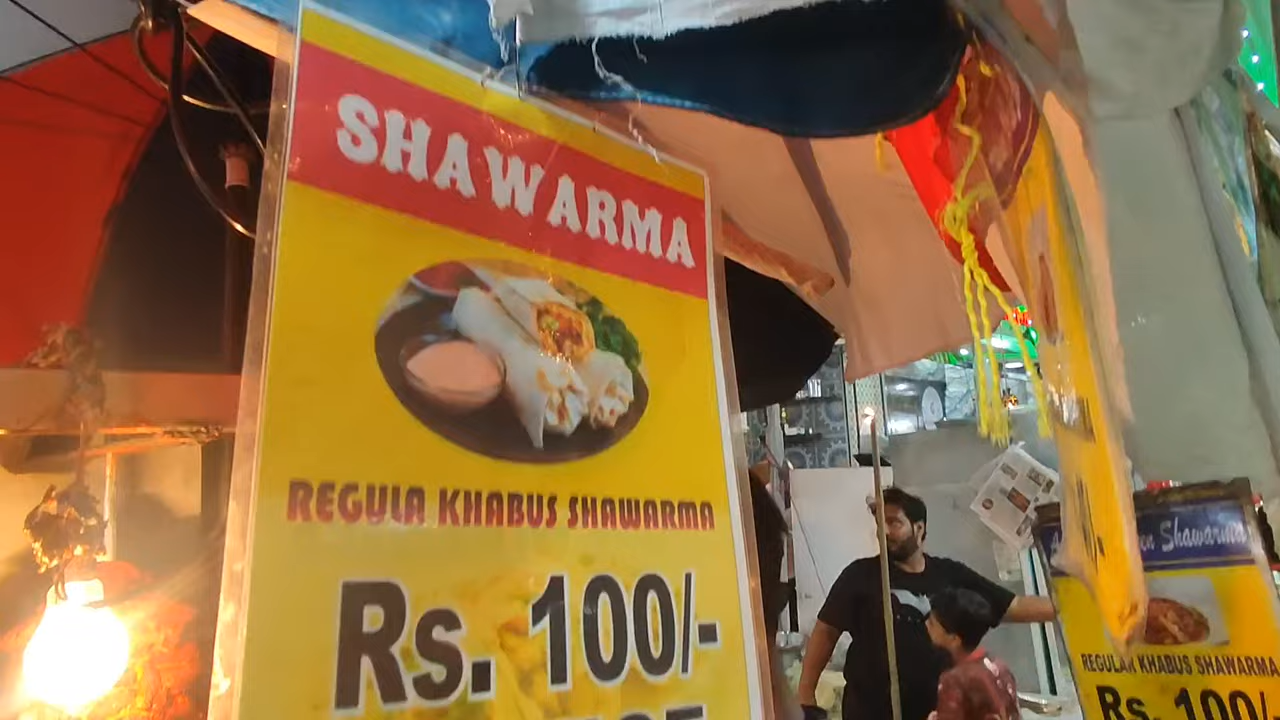 SHAWARMA
REGULA KHABUS SHAWARMA
Rs. 100/-
Shawarma
REGULAR KHABUS SHAWARMA
Rs. 100/